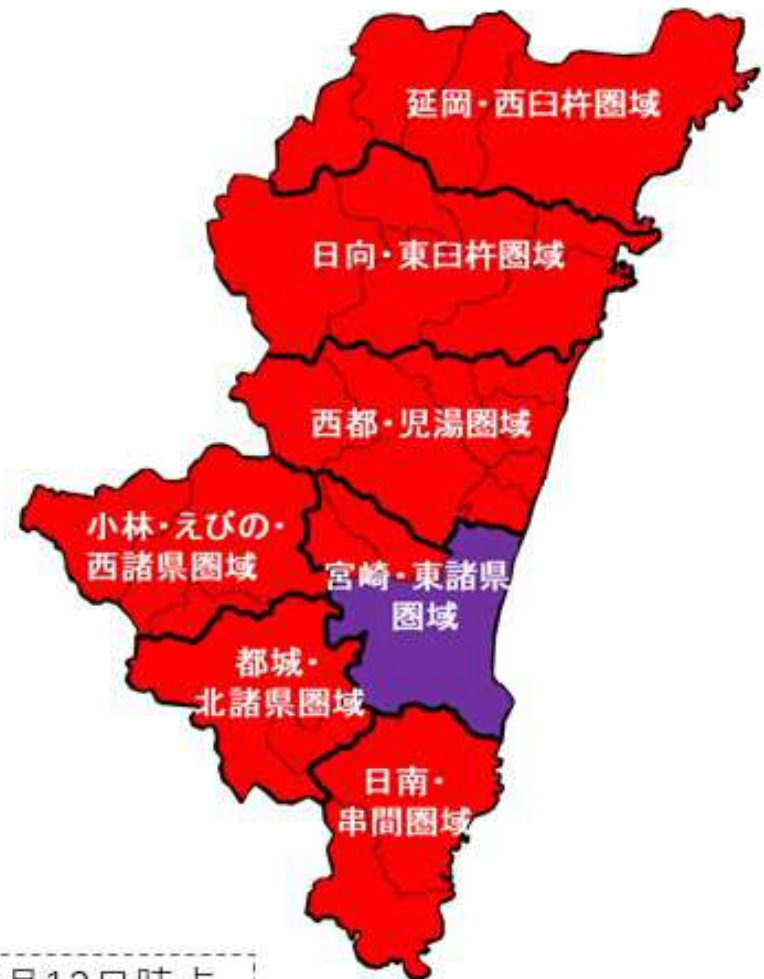 延岡・西臼杵圏域
日向・東臼杵圏域
西都・児湯圏域
小林・えびの・
西諸県圏域
宮崎・東諸県
圏域
都城・
北諸県圏域
日南・
串間圏域